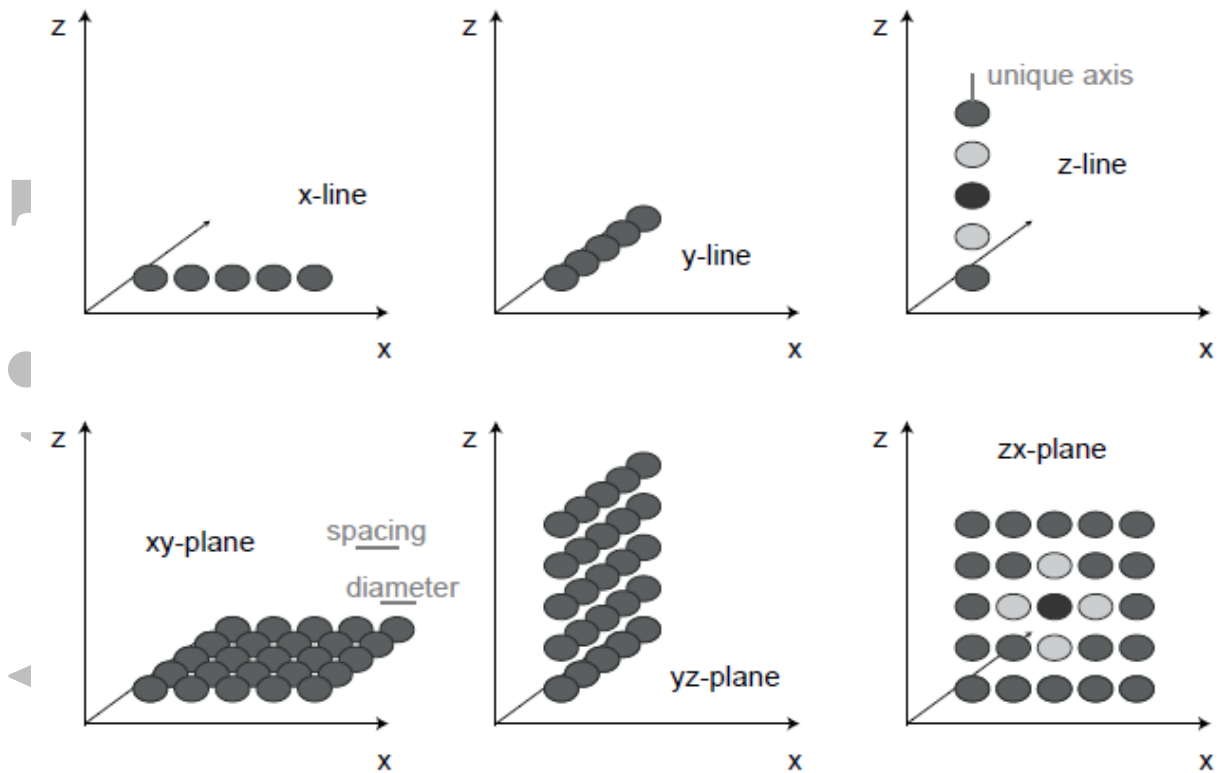 z
x-line
x
z
y-line
x
z
unique axis
z-line
x
z
xy-plane
spacing
diameter
x
z
yz-plane
x
z
zx-plane
x